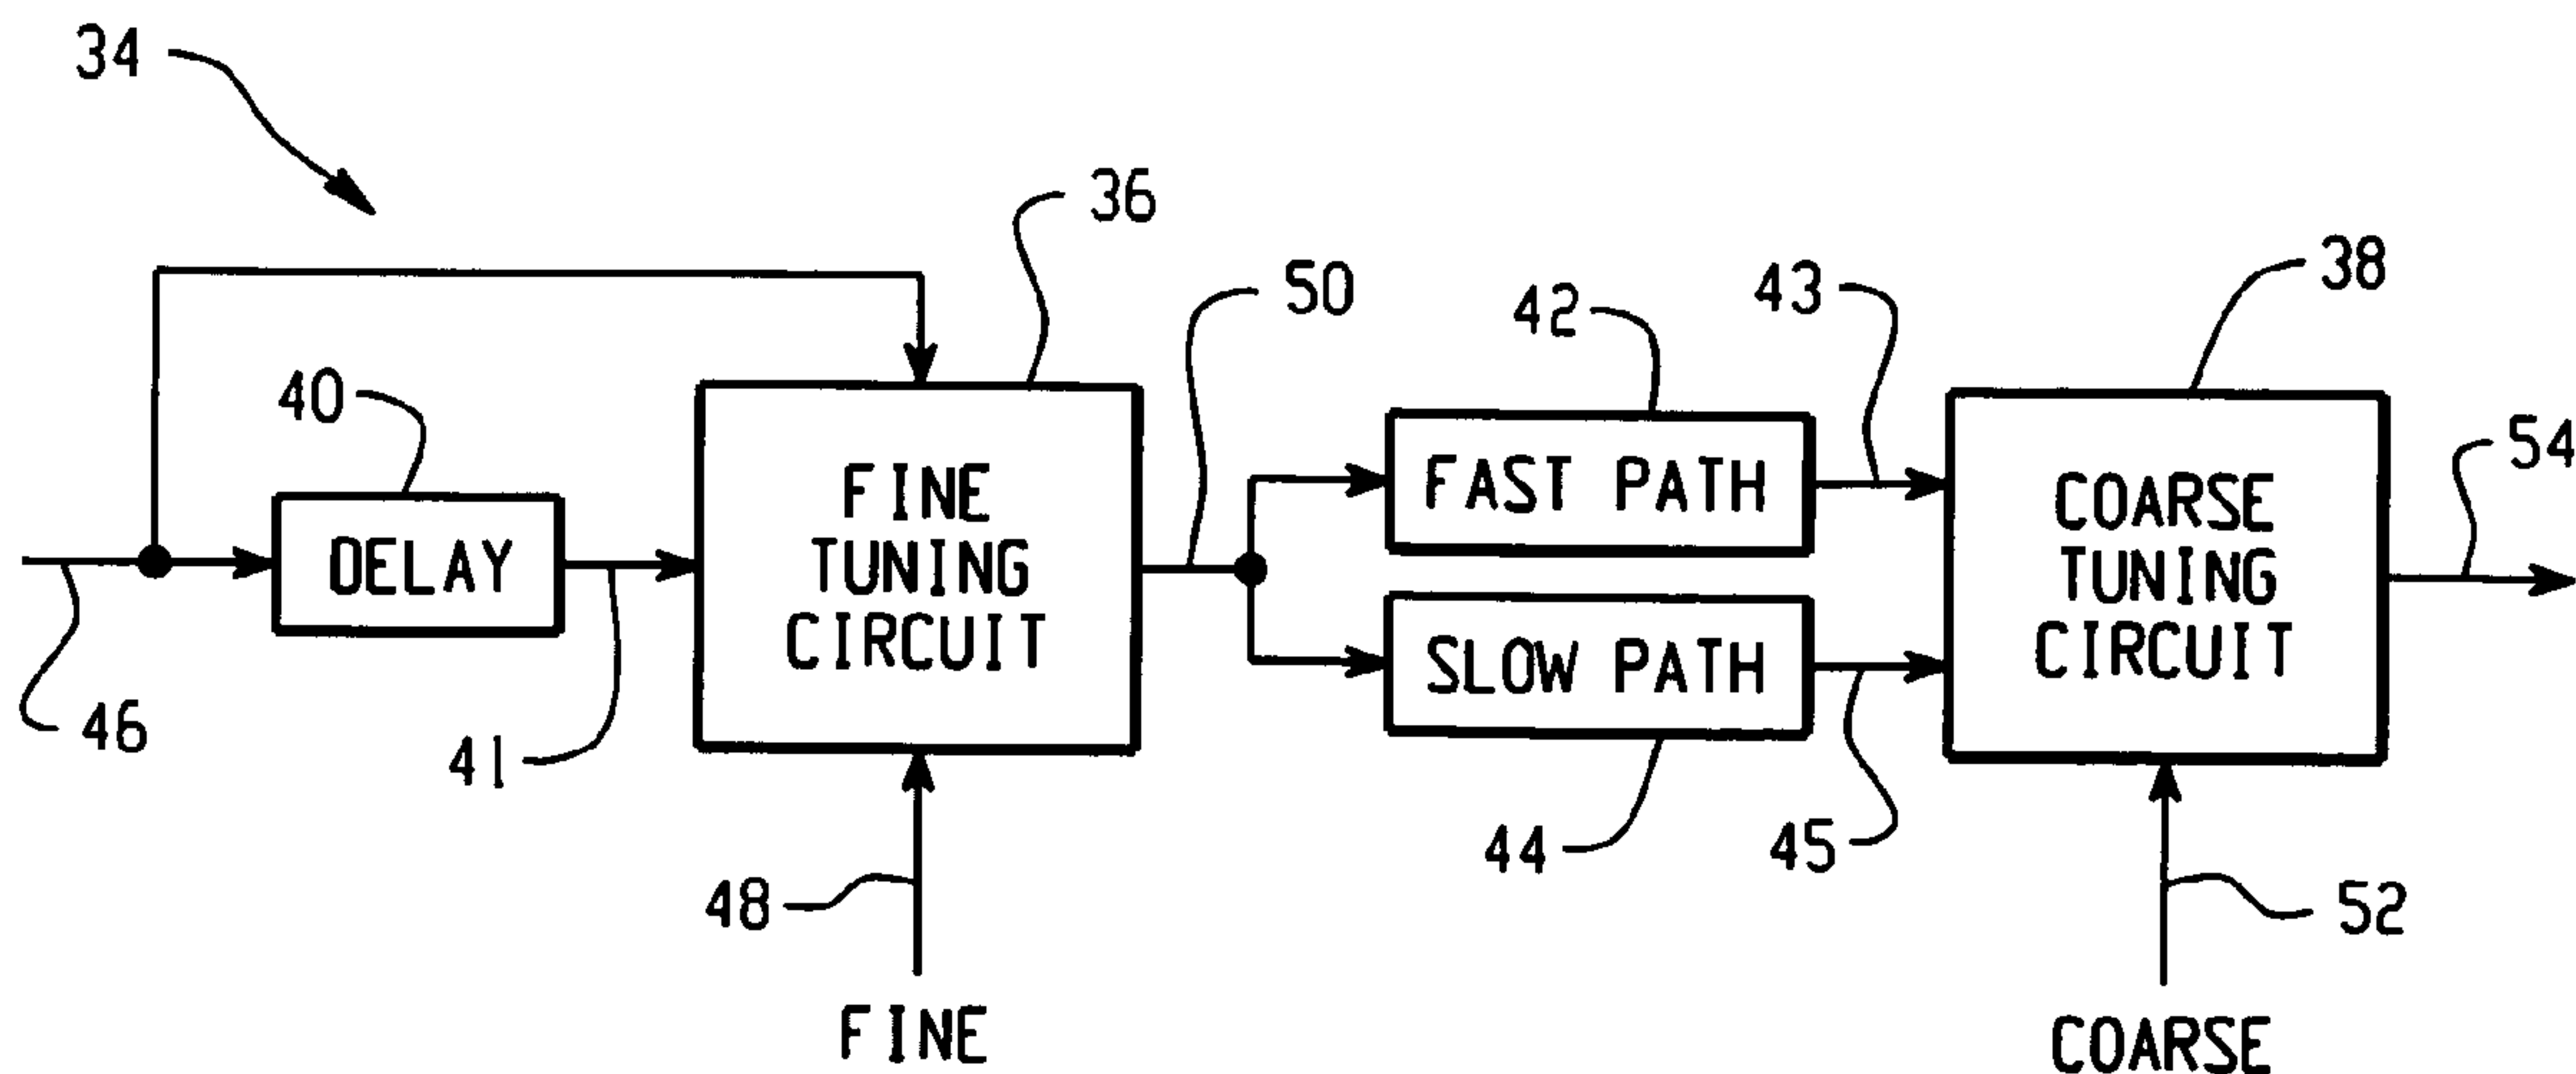 34
36
38
50
42
43
40
54
FINE
TUNING
CIRCUIT
FAST PATH
COARSE
TUNING
CIRCUIT
DELAY
SLOW PATH
46
41
44
45
48
52
FINE
COARSE